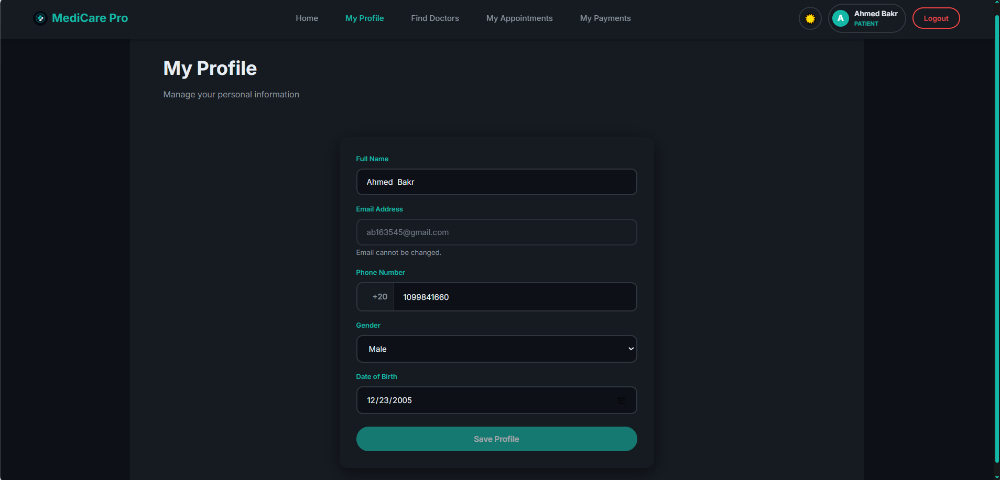 MediCare Pro
Home
My Profile
Find Doctors
My Appointments
My Payments
A
Ahmed Bakr
PATIENT
Logout
My Profile
Manage your personal information
Full Name
Ahmed  Bakr
Email Address
ab163545@gmail.com
Email cannot be changed.
Phone Number
+20 1099841660
Gender
Male
Date of Birth
12/23/2005
Save Profile